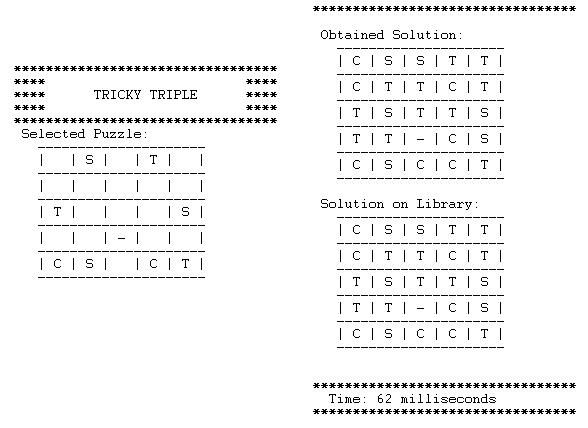 *********************************
****                         ****
****      TRICKY TRIPLE      ****
****                         ****
*********************************
Selected Puzzle:
|   | S |   | T |   |
|   |   |   |   |   |
| T |   |   |   | S |
|   |   | - |   |   |
| C | S |   | C | T |
*********************************
Obtained Solution:
| C | S | S | T | T |
| C | T | T | C | T |
| T | S | T | T | S |
| T | T | - | C | S |
| C | S | C | C | T |
Solution on Library:
| C | S | S | T | T |
| C | T | T | C | T |
| T | S | T | T | S |
| T | T | - | C | S |
| C | S | C | C | T |
*********************************
Time: 62 milliseconds
*********************************